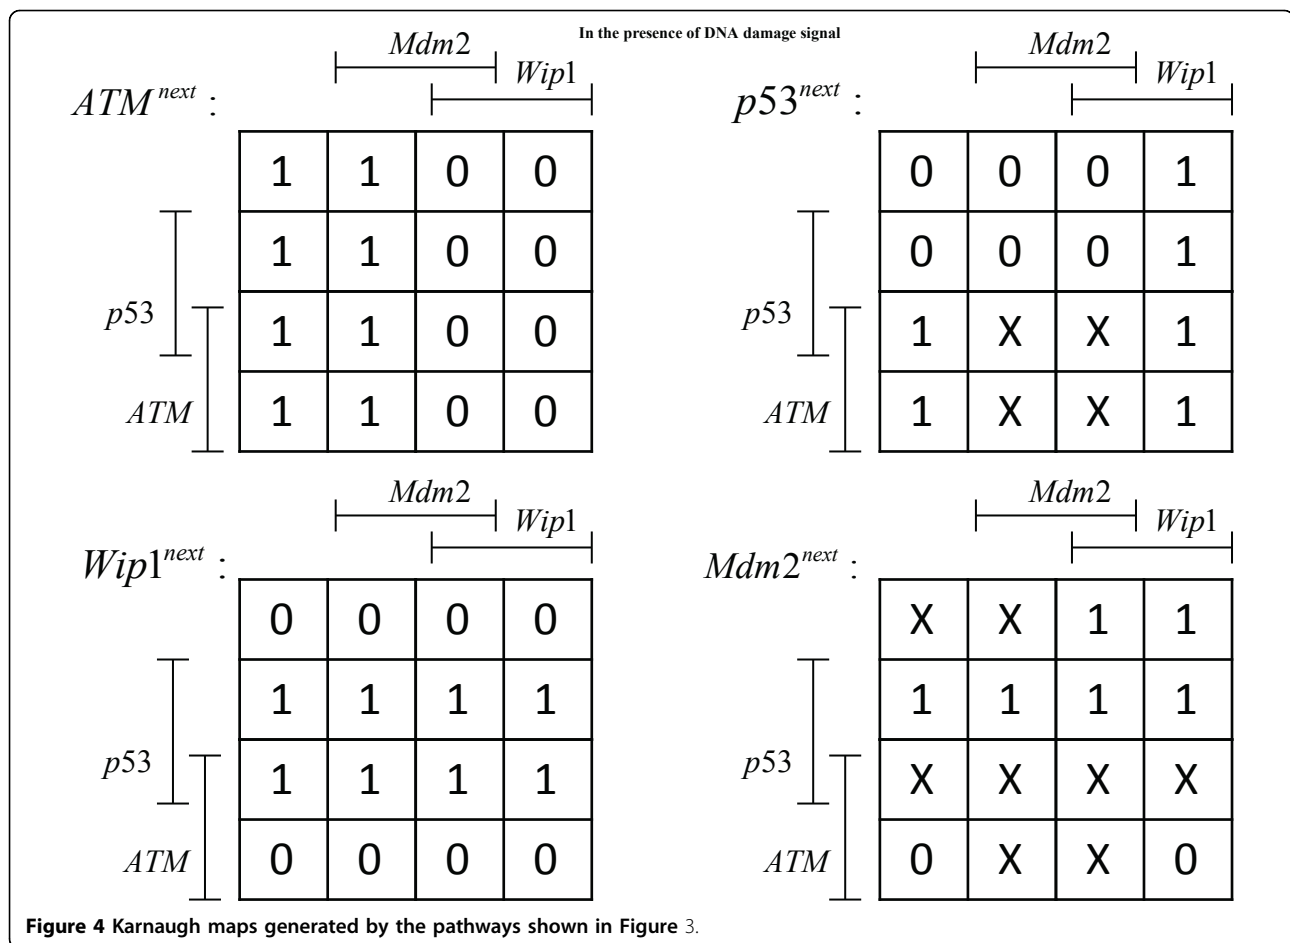 In the presence of DNA damage signal
Mdm2
Wip1
ATM^next :
1 1 0 0
1 1 0 0
1 1 0 0
1 1 0 0
p53
ATM
Mdm2
Wip1
p53^next :
0 0 0 1
0 0 0 1
1 X X 1
1 X X 1
p53
ATM
Mdm2
Wip1
Wip1^next :
0 0 0 0
1 1 1 1
1 1 1 1
0 0 0 0
p53
ATM
Mdm2
Wip1
Mdm2^next :
X X 1 1
1 1 1 1
X X X X
0 X X 0
p53
ATM
Figure 4 Karnaugh maps generated by the pathways shown in Figure 3.